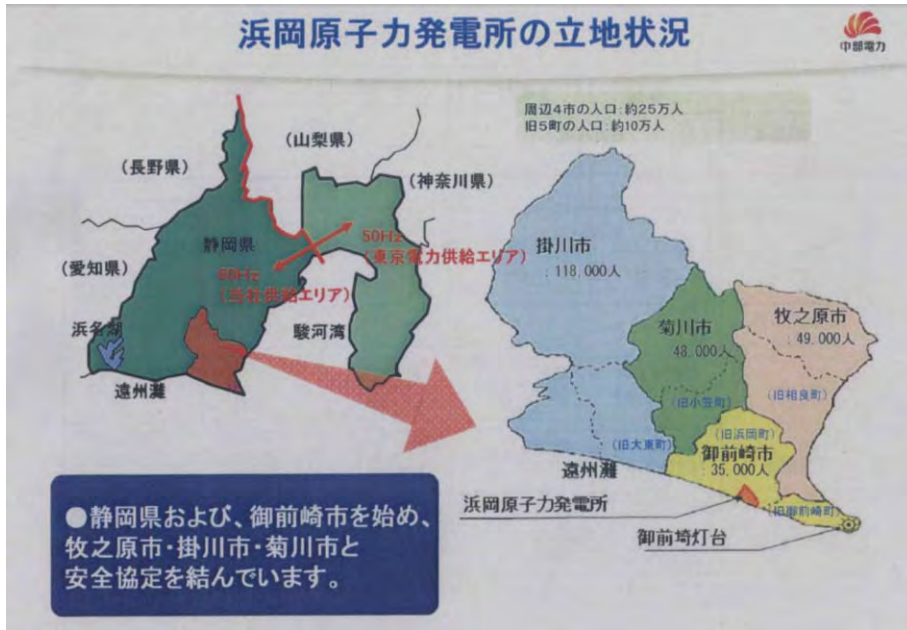 浜岡原子力発電所の立地状況
中部電力
周辺4市の人口:約25万人
旧5町の人口:約10万人
(山梨県)
(長野県)
(神奈川県)
静岡県
50Hz
(東京電力供給エリア)
(愛知県)
60Hz
(当社供給エリア)
浜名湖
駿河湾
遠州灘
掛川市
:118,000人
菊川市
48,000人
牧之原市
:49,000人
(旧小笠町)
(旧相良町)
(旧大東町)
(旧浜岡町)
御前崎市
35,000人
遠州灘
浜岡原子力発電所
(旧御前崎町)
御前埼灯台
●静岡県および、御前崎市を始め、
牧之原市・掛川市・菊川市と
安全協定を結んでいます。